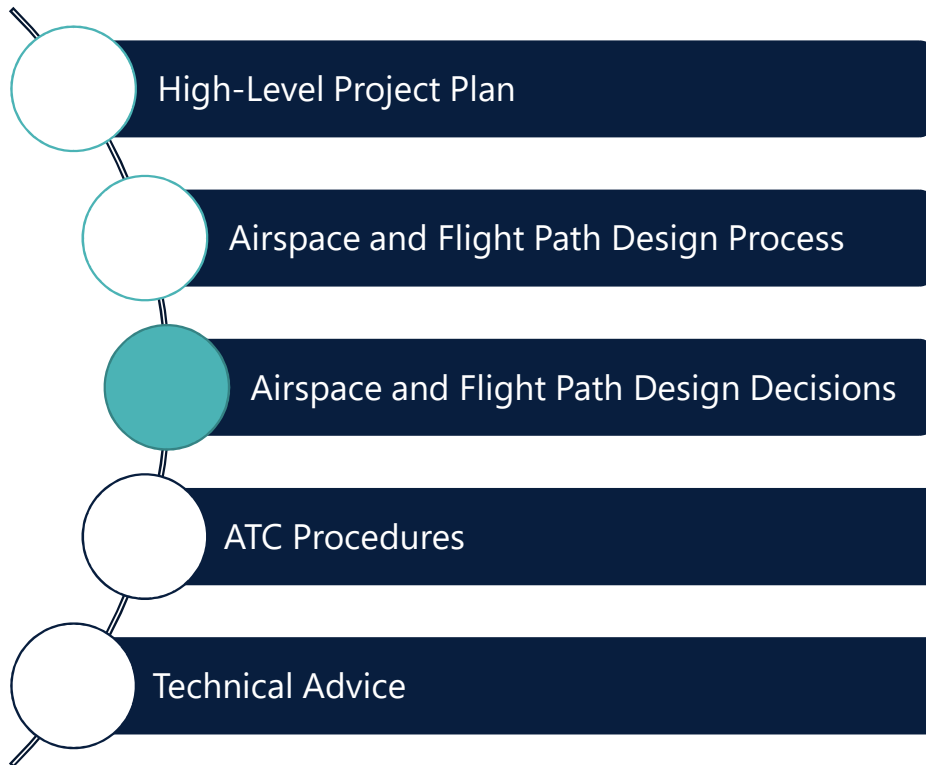 High-Level Project Plan
Airspace and Flight Path Design Process
Airspace and Flight Path Design Decisions
ATC Procedures
Technical Advice